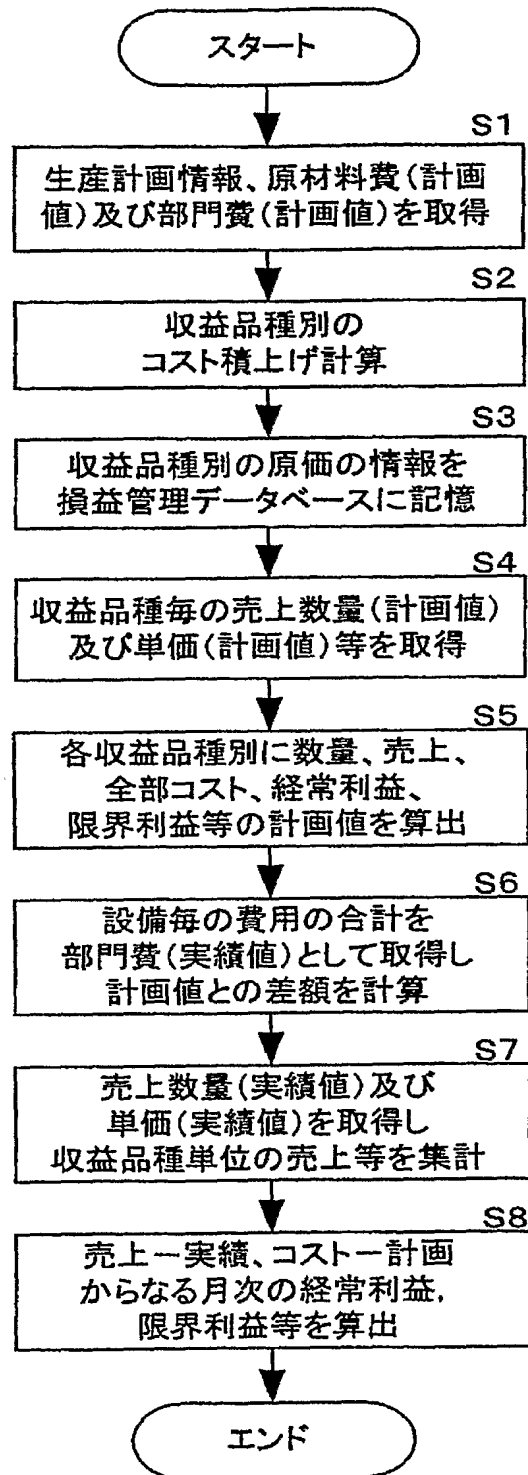 スタート
S1
生産計画情報、原材料費(計画
値)及び部門費(計画値)を取得
S2
収益品種別の
コスト積上げ計算
S3
収益品種別の原価の情報を
損益管理データベースに記憶
S4
収益品種毎の売上数量(計画値)
及び単価(計画値)等を取得
S5
各収益品種別に数量、売上、
全部コスト、経常利益、
限界利益等の計画値を算出
S6
設備毎の費用の合計を
部門費(実績値)として取得し
計画値との差額を計算
S7
売上数量(実績値)及び
単価(実績値)を取得し
収益品種単位の売上等を集計
S8
売上ー実績、コストー計画
からなる月次の経常利益,
限界利益等を算出
エンド